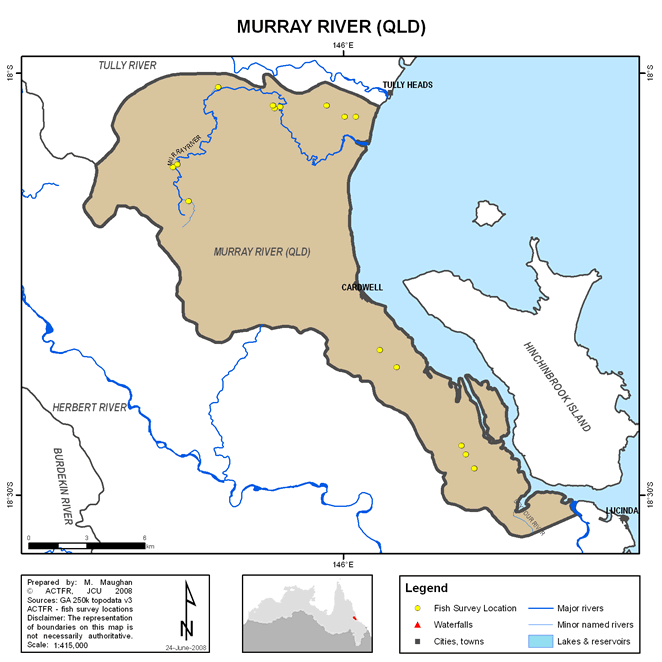 MURRAY RIVER (QLD)
146° E
18°S
18°S
TULLY RIVER
TULLY HEADS
MURRAY RIVER
MURRAY RIVER (QLD)
CARDWELL
HINCHINBROOK ISLAND
HERBERT RIVER
BURDEKIN RIVER
18°30'S
18°30'S
LUCINDA
0 3 6
km
146° E
Prepared by: M. Maughan
© ACTFR, JCU 2008
Sources: GA 250k topodata v3
ACTFR - fish survey locations
Disclaimer: The representation
of boundaries on this map is
not necessarily authoritative.
Scale: 1:415,000
N
24-June-2008
Legend
Fish Survey Location
Waterfalls
Cities, towns
Major rivers
Minor named rivers
Lakes & reservoirs